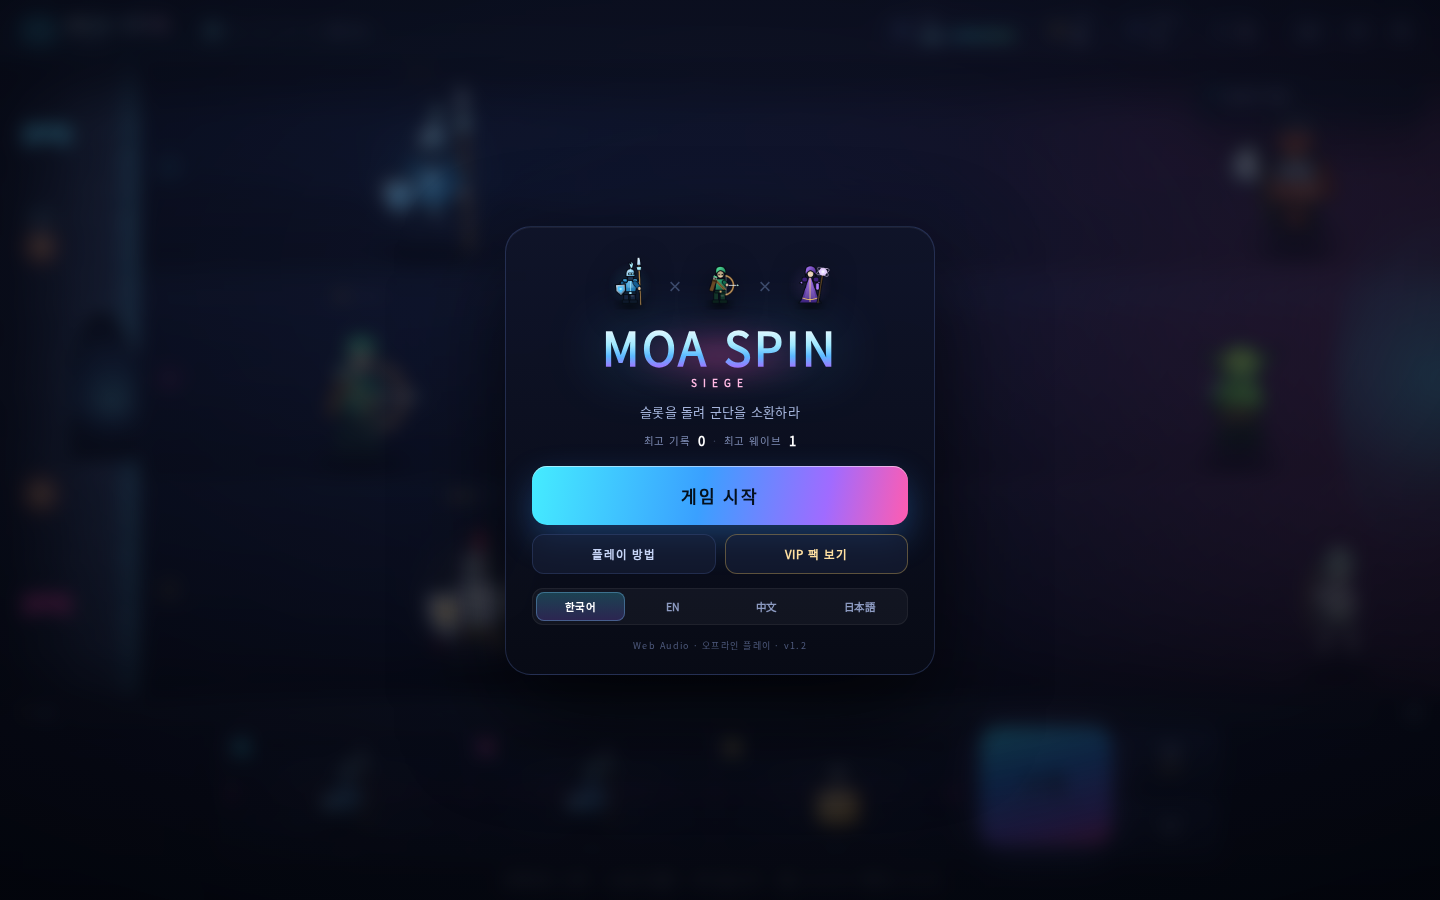 MOA SPIN
SIEGE
슬롯을 돌려 군단을 소환하라
최고 기록 0 · 최고 웨이브 1
게임 시작
플레이 방법
VIP 팩 보기
한국어
EN
中文
日本語
Web Audio · 오프라인 플레이 · v1.2